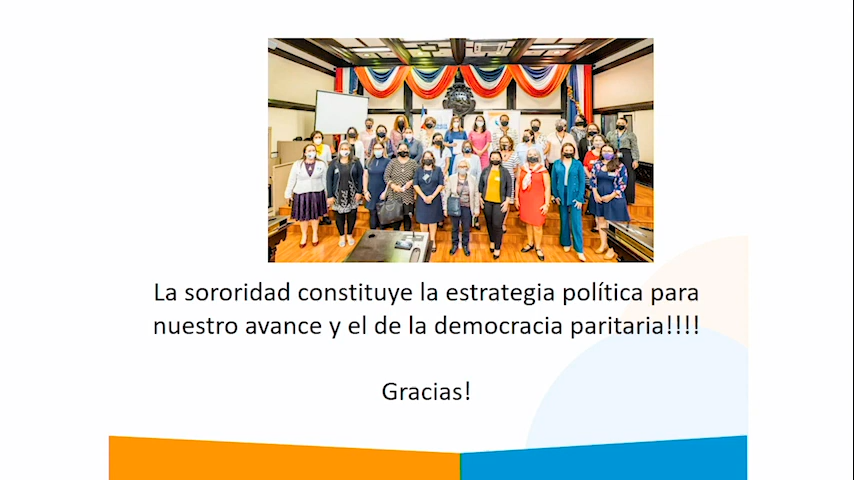 La sororidad constituye la estrategia política para
nuestro avance y el de la democracia paritaria!!!!
Gracias!